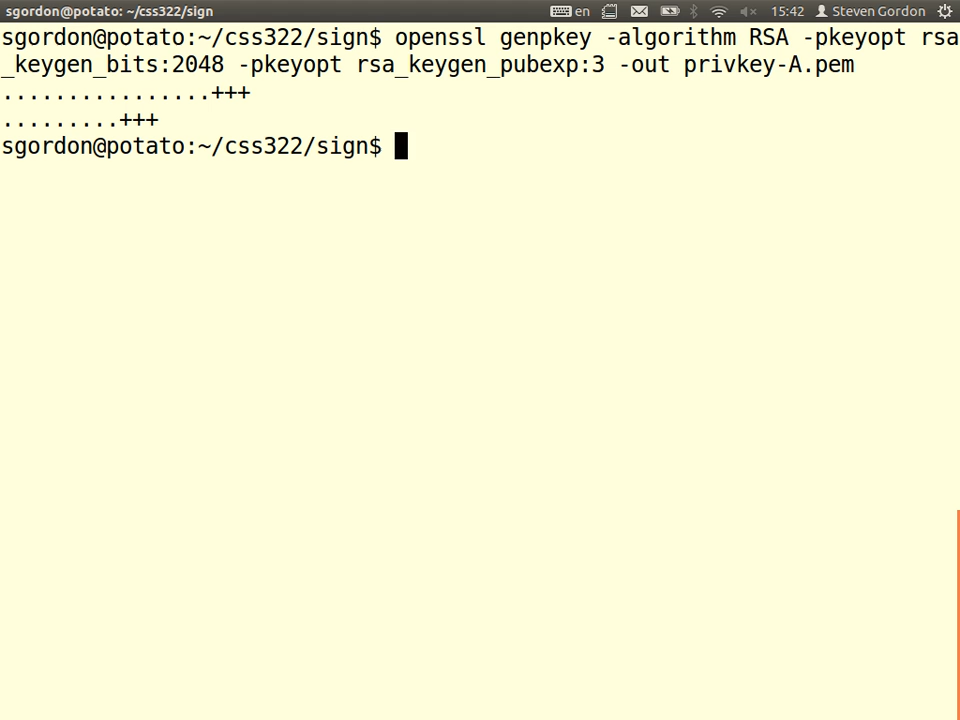 sgordon@potato: ~/css322/sign en 15:42 Steven Gordon
sgordon@potato:~/css322/sign$ openssl genpkey -algorithm RSA -pkeyopt rsa
_keygen_bits:2048 -pkeyopt rsa_keygen_pubexp:3 -out privkey-A.pem
................+++
.........+++
sgordon@potato:~/css322/sign$